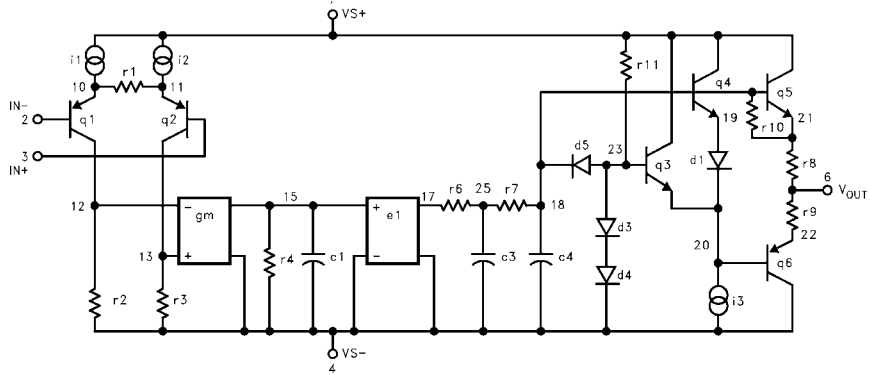 VS+
i1
i2
r1
10
11
r11
q4
q5
IN-
2
q1
q2
19
r10
21
3
IN+
d5
23
q3
d1
r8
6
VOUT
12
gm
15
e1
17
r6
25
r7
18
r9
22
13
r4
c1
c3
c4
d3
20
q6
r2
r3
d4
i3
VS-
4